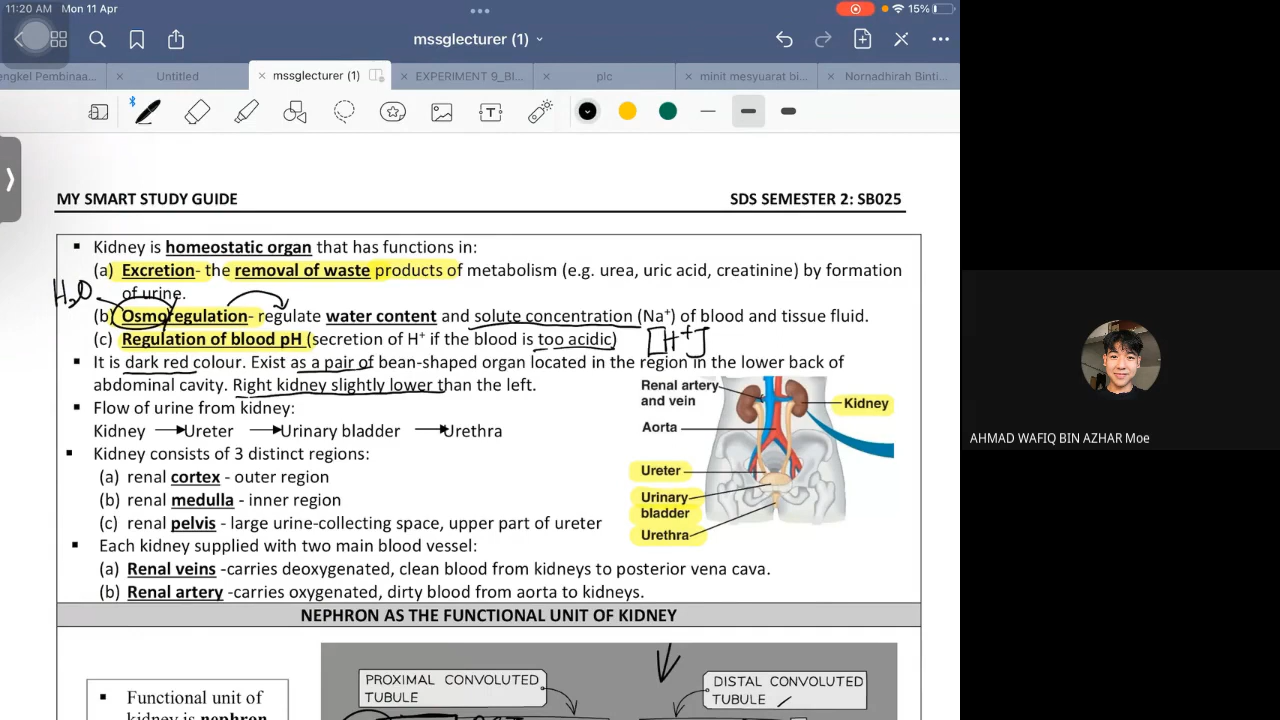 11:20 AM Mon 11 Apr
15%
mssglecturer (1)
engkel Pembinaa...
Untitled
mssglecturer (1)
EXPERIMENT 9_BI...
plc
minit mesyuarat bi...
Nornadhirah Binti...
MY SMART STUDY GUIDE SDS SEMESTER 2: SB025
▪ Kidney is homeostatic organ that has functions in:
(a) Excretion- the removal of waste products of metabolism (e.g. urea, uric acid, creatinine) by formation
of urine.
H₂O
(b) Osmoregulation- regulate water content and solute concentration (Na⁺) of blood and tissue fluid.
(c) Regulation of blood pH (secretion of H⁺ if the blood is too acidic) [H⁺]
▪ It is dark red colour. Exist as a pair of bean-shaped organ located in the region in the lower back of
abdominal cavity. Right kidney slightly lower than the left.
▪ Flow of urine from kidney:
Kidney → Ureter → Urinary bladder → Urethra
▪ Kidney consists of 3 distinct regions:
(a) renal cortex - outer region
(b) renal medulla - inner region
(c) renal pelvis - large urine-collecting space, upper part of ureter
▪ Each kidney supplied with two main blood vessel:
(a) Renal veins -carries deoxygenated, clean blood from kidneys to posterior vena cava.
(b) Renal artery -carries oxygenated, dirty blood from aorta to kidneys.
Renal artery
and vein
Kidney
Aorta
Ureter
Urinary
bladder
Urethra
NEPHRON AS THE FUNCTIONAL UNIT OF KIDNEY
▪ Functional unit of
kidney is nephron
PROXIMAL CONVOLUTED
TUBULE
DISTAL CONVOLUTED
TUBULE
AHMAD WAFIQ BIN AZHAR Moe